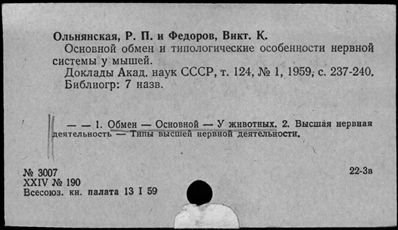 Ольнянская, Р. П. и Федоров, Викт. К.
Основной обмен и типологические особенности нервной
системы у мышей.
Доклады Акад. наук СССР, т. 124, № 1, 1959, с. 237-240.
Библиогр: 7 назв.
— — 1. Обмен — Основной — У животных. 2. Высшая нервная
деятельность — Типы высшей нервной деятельности.
№ 3007
22-3в
XXIV № 190
Всесоюз. кн. палата 13 I 59